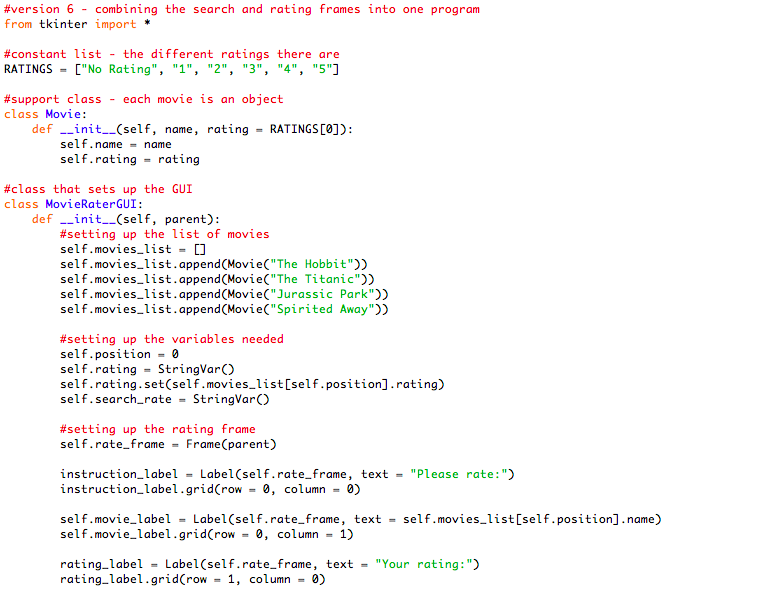 #version 6 - combining the search and rating frames into one program
from tkinter import *
#constant list - the different ratings there are
RATINGS = ["No Rating", "1", "2", "3", "4", "5"]
#support class - each movie is an object
class Movie:
    def __init__(self, name, rating = RATINGS[0]):
        self.name = name
        self.rating = rating
#class that sets up the GUI
class MovieRaterGUI:
    def __init__(self, parent):
        #setting up the list of movies
        self.movies_list = []
        self.movies_list.append(Movie("The Hobbit"))
        self.movies_list.append(Movie("The Titanic"))
        self.movies_list.append(Movie("Jurassic Park"))
        self.movies_list.append(Movie("Spirited Away"))
        #setting up the variables needed
        self.position = 0
        self.rating = StringVar()
        self.rating.set(self.movies_list[self.position].rating)
        self.search_rate = StringVar()
        #setting up the rating frame
        self.rate_frame = Frame(parent)
        instruction_label = Label(self.rate_frame, text = "Please rate:")
        instruction_label.grid(row = 0, column = 0)
        self.movie_label = Label(self.rate_frame, text = self.movies_list[self.position].name)
        self.movie_label.grid(row = 0, column = 1)
        rating_label = Label(self.rate_frame, text = "Your rating:")
        rating_label.grid(row = 1, column = 0)